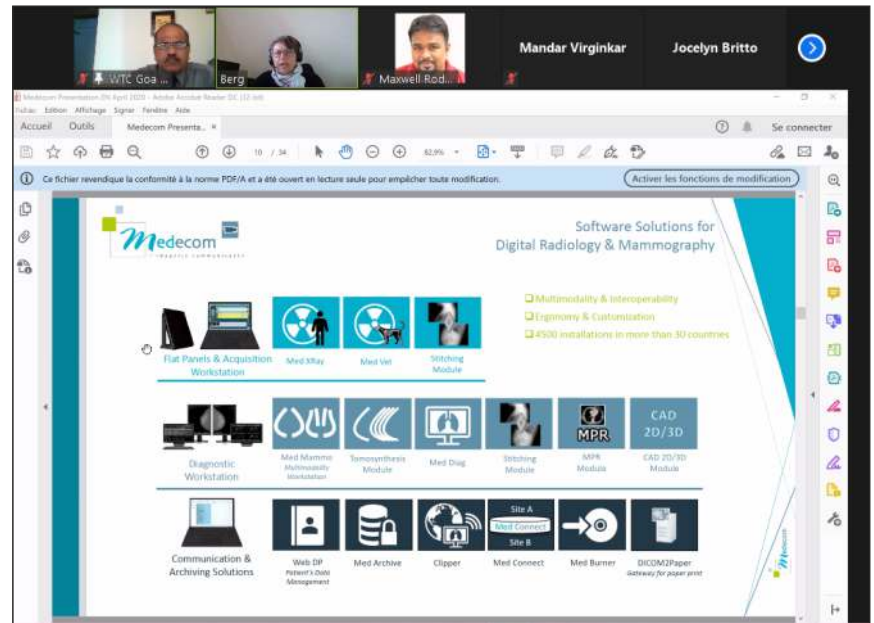 WTC Goa ...
Berg
Maxwell Rod...
Mandar Virginkar
Jocelyn Britto
Medecom Presentation EN April 2020 - Adobe Acrobat Reader DC (32-bit)
Fichier Edition Affichage Signer Fenêtre Aide
Accueil Outils Medecom Presenta... × Se connecter
10 / 34 62,9%
Ce fichier revendique la conformité à la norme PDF/A et a été ouvert en lecture seule pour empêcher toute modification. Activer les fonctions de modification
Medecom
Software Solutions for
Digital Radiology & Mammography
Multimodality & Interoperability
Ergonomy & Customization
4500 installations in more than 30 countries
Flat Panels & Acquisition
Workstation
Med XRay
Med Vet
Stitching
Module
MPR
CAD
2D/3D
Diagnostic
Workstation
Med Mammo
Multimodality
Workstation
Tomosynthesis
Module
Med Diag
Stitching
Module
MPR
Module
CAD 2D/3D
Module
Site A
Med Connect
Site B
Communication &
Archiving Solutions
Web DP
Patient's Data
Management
Med Archive
Clipper
Med Connect
Med Burner
DICOM2Paper
Gateway for paper print
Medecom